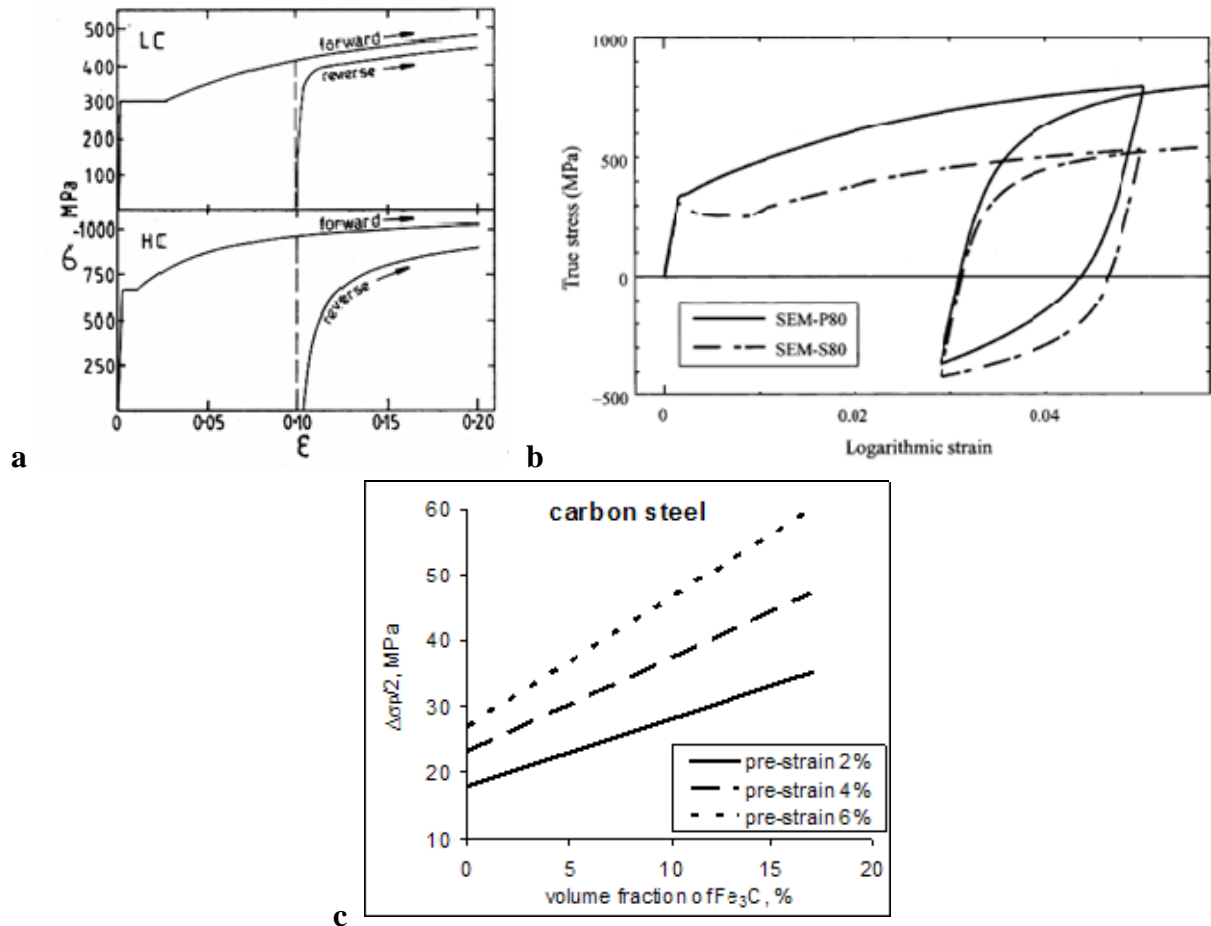 LC
forward
reverse
500
400
300
200
100
0
σ - MPa
HC
forward
reverse
1000
750
500
250
0
0·05
0·10
0·15
0·20
ε
a
1000
500
0
−500
True stress (MPa)
SEM-P80
SEM-S80
0
0.02
0.04
Logarithmic strain
b
carbon steel
60
50
40
30
20
10
Δσp/2, MPa
pre-strain 2%
pre-strain 4%
pre-strain 6%
0
5
10
15
20
volume fraction of Fe₃C, %
c